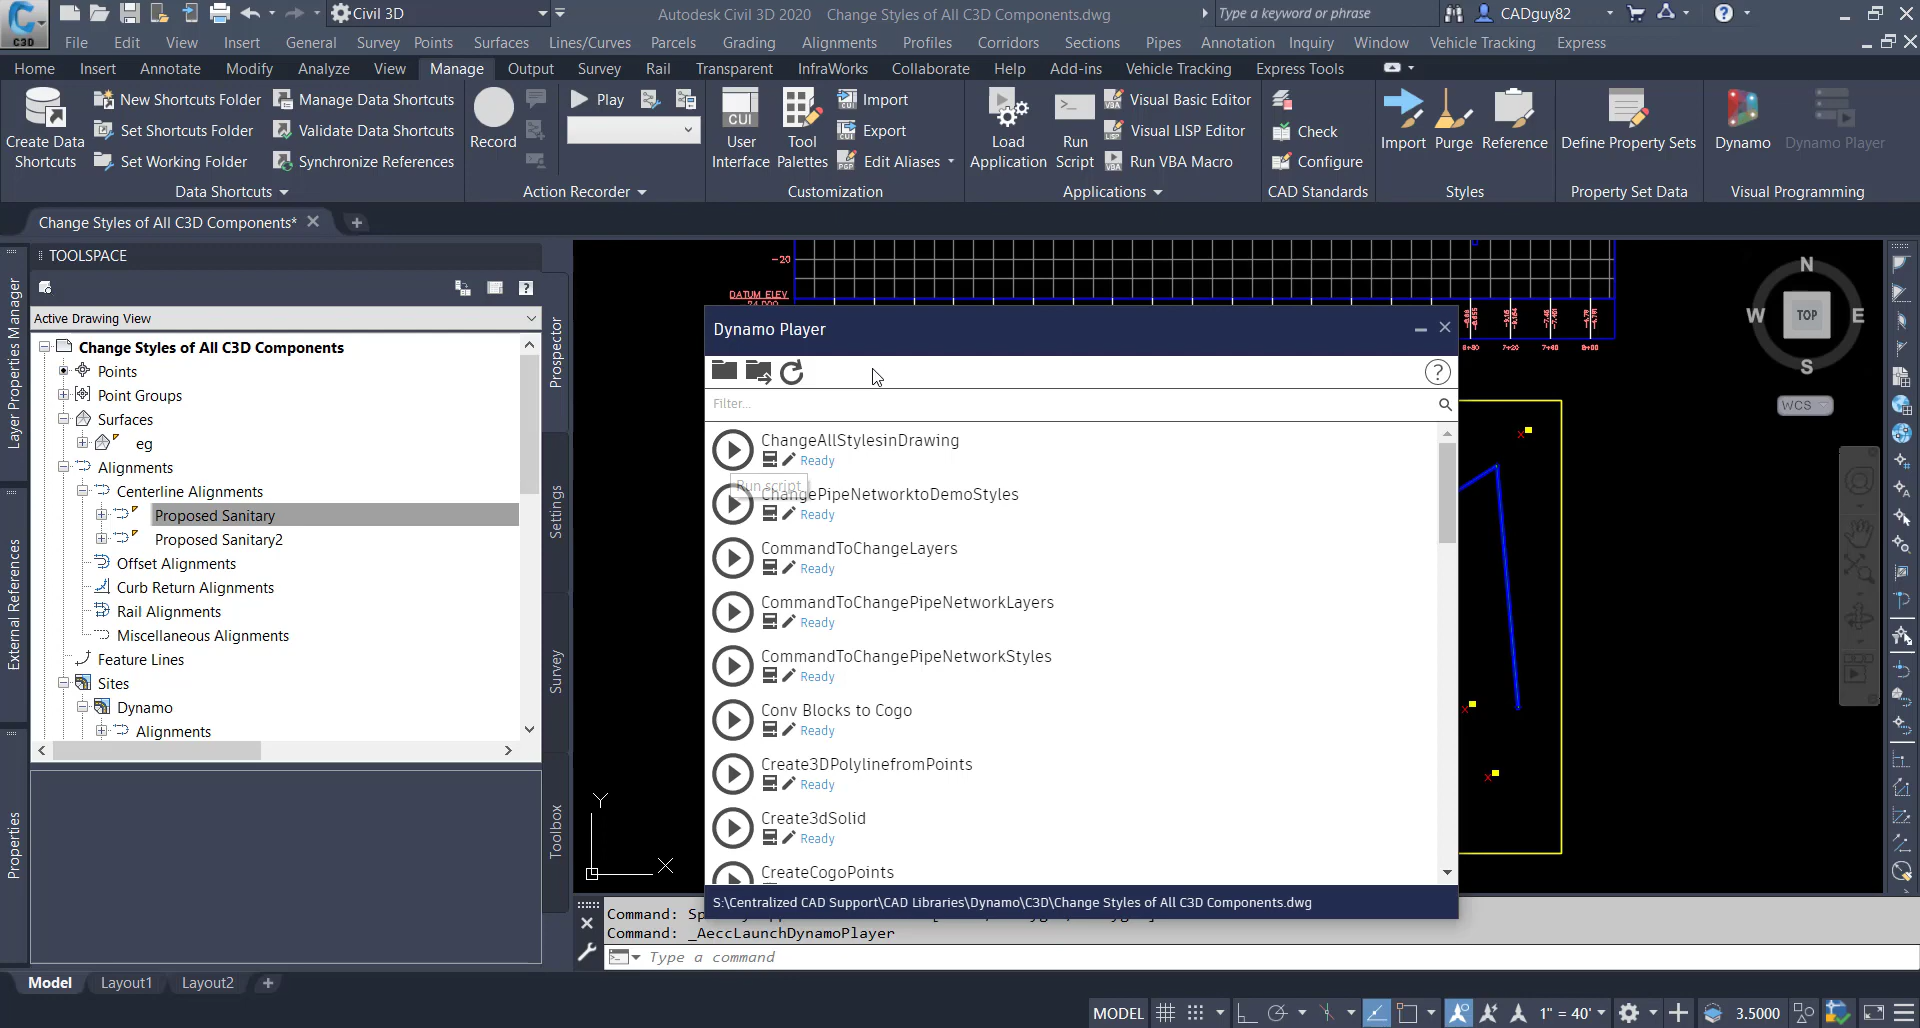 C3D
Civil 3D
Autodesk Civil 3D 2020 Change Styles of All C3D Components.dwg
Type a keyword or phrase
CADguy82
File Edit View Insert General Survey Points Surfaces Lines/Curves Parcels Grading Alignments Profiles Corridors Sections Pipes Annotation Inquiry Window Vehicle Tracking Express
Home Insert Annotate Modify Analyze View Manage Output Survey Rail Transparent InfraWorks Collaborate Help Add-ins Vehicle Tracking Express Tools
Create Data
Shortcuts
New Shortcuts Folder
Set Shortcuts Folder
Set Working Folder
Manage Data Shortcuts
Validate Data Shortcuts
Synchronize References
Data Shortcuts
Record
Play
Action Recorder
CUI
User
Interface
Tool
Palettes
Import
Export
Edit Aliases
Customization
Load
Application
Run
Script
Visual Basic Editor
Visual LISP Editor
Run VBA Macro
Applications
Check
Configure
CAD Standards
Import
Purge
Reference
Styles
Define Property Sets
Property Set Data
Dynamo
Dynamo Player
Visual Programming
Change Styles of All C3D Components*
TOOLSPACE
Active Drawing View
Change Styles of All C3D Components
Points
Point Groups
Surfaces
eg
Alignments
Centerline Alignments
Proposed Sanitary
Proposed Sanitary2
Offset Alignments
Curb Return Alignments
Rail Alignments
Miscellaneous Alignments
Feature Lines
Sites
Dynamo
Alignments
Layer Properties Manager
External References
Properties
Prospector
Settings
Survey
Toolbox
-20
DATUM ELEV
7+20
7+60
8+00
N
W
TOP
E
S
WCS
Y
X
Dynamo Player
Filter...
ChangeAllStylesinDrawing
Ready
Run script
ChangePipeNetworktoDemoStyles
Ready
CommandToChangeLayers
Ready
CommandToChangePipeNetworkLayers
Ready
CommandToChangePipeNetworkStyles
Ready
Conv Blocks to Cogo
Ready
Create3DPolylinefromPoints
Ready
Create3dSolid
Ready
CreateCogoPoints
S:\Centralized CAD Support\CAD Libraries\Dynamo\C3D\Change Styles of All C3D Components.dwg
Command:
Command: _AeccLaunchDynamoPlayer
Type a command
Model Layout1 Layout2
MODEL
1" = 40'
3.5000